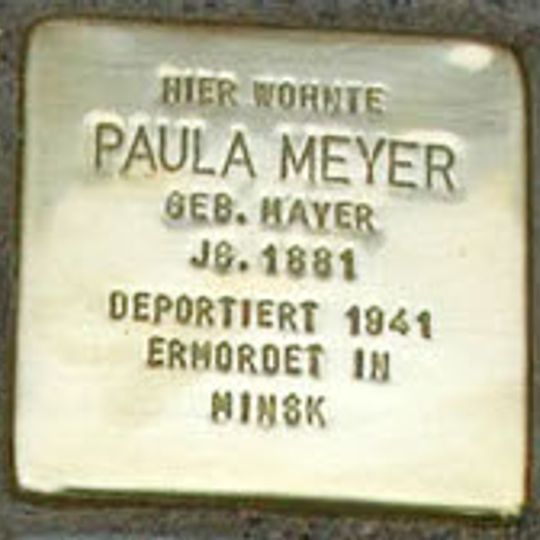 HIER WOHNTE
PAULA MEYER
GEB. MAYER
JG. 1881
DEPORTIERT 1941
ERMORDET IN
MINSK